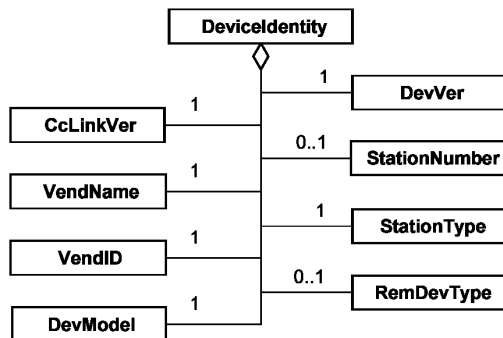 DeviceIdentity
1
DevVer
1
CcLinkVer
0..1
StationNumber
1
VendName
1
StationType
1
VendID
0..1
RemDevType
1
DevModel